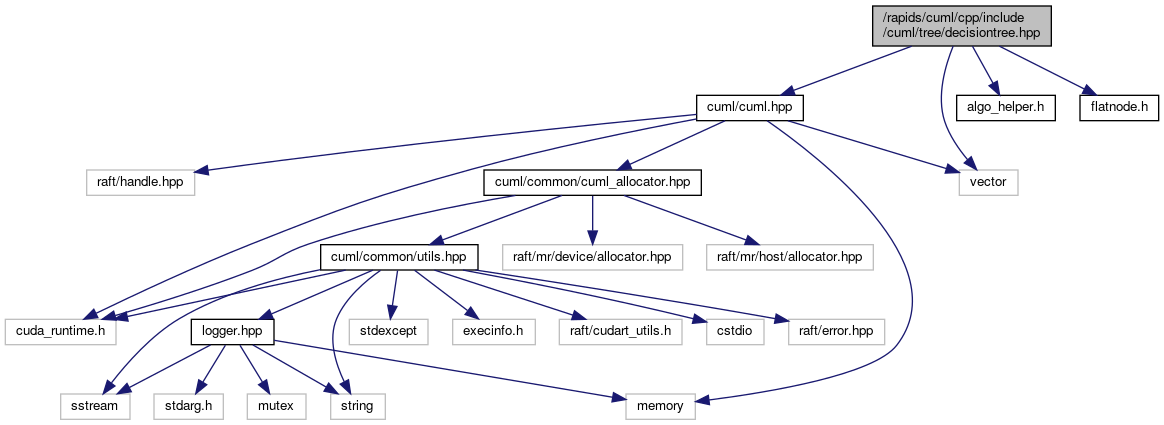 /rapids/cuml/cpp/include
/cuml/tree/decisiontree.hpp
cuml/cuml.hpp
algo_helper.h
flatnode.h
raft/handle.hpp
cuml/common/cuml_allocator.hpp
vector
cuml/common/utils.hpp
raft/mr/device/allocator.hpp
raft/mr/host/allocator.hpp
cuda_runtime.h
logger.hpp
stdexcept
execinfo.h
raft/cudart_utils.h
cstdio
raft/error.hpp
sstream
stdarg.h
mutex
string
memory